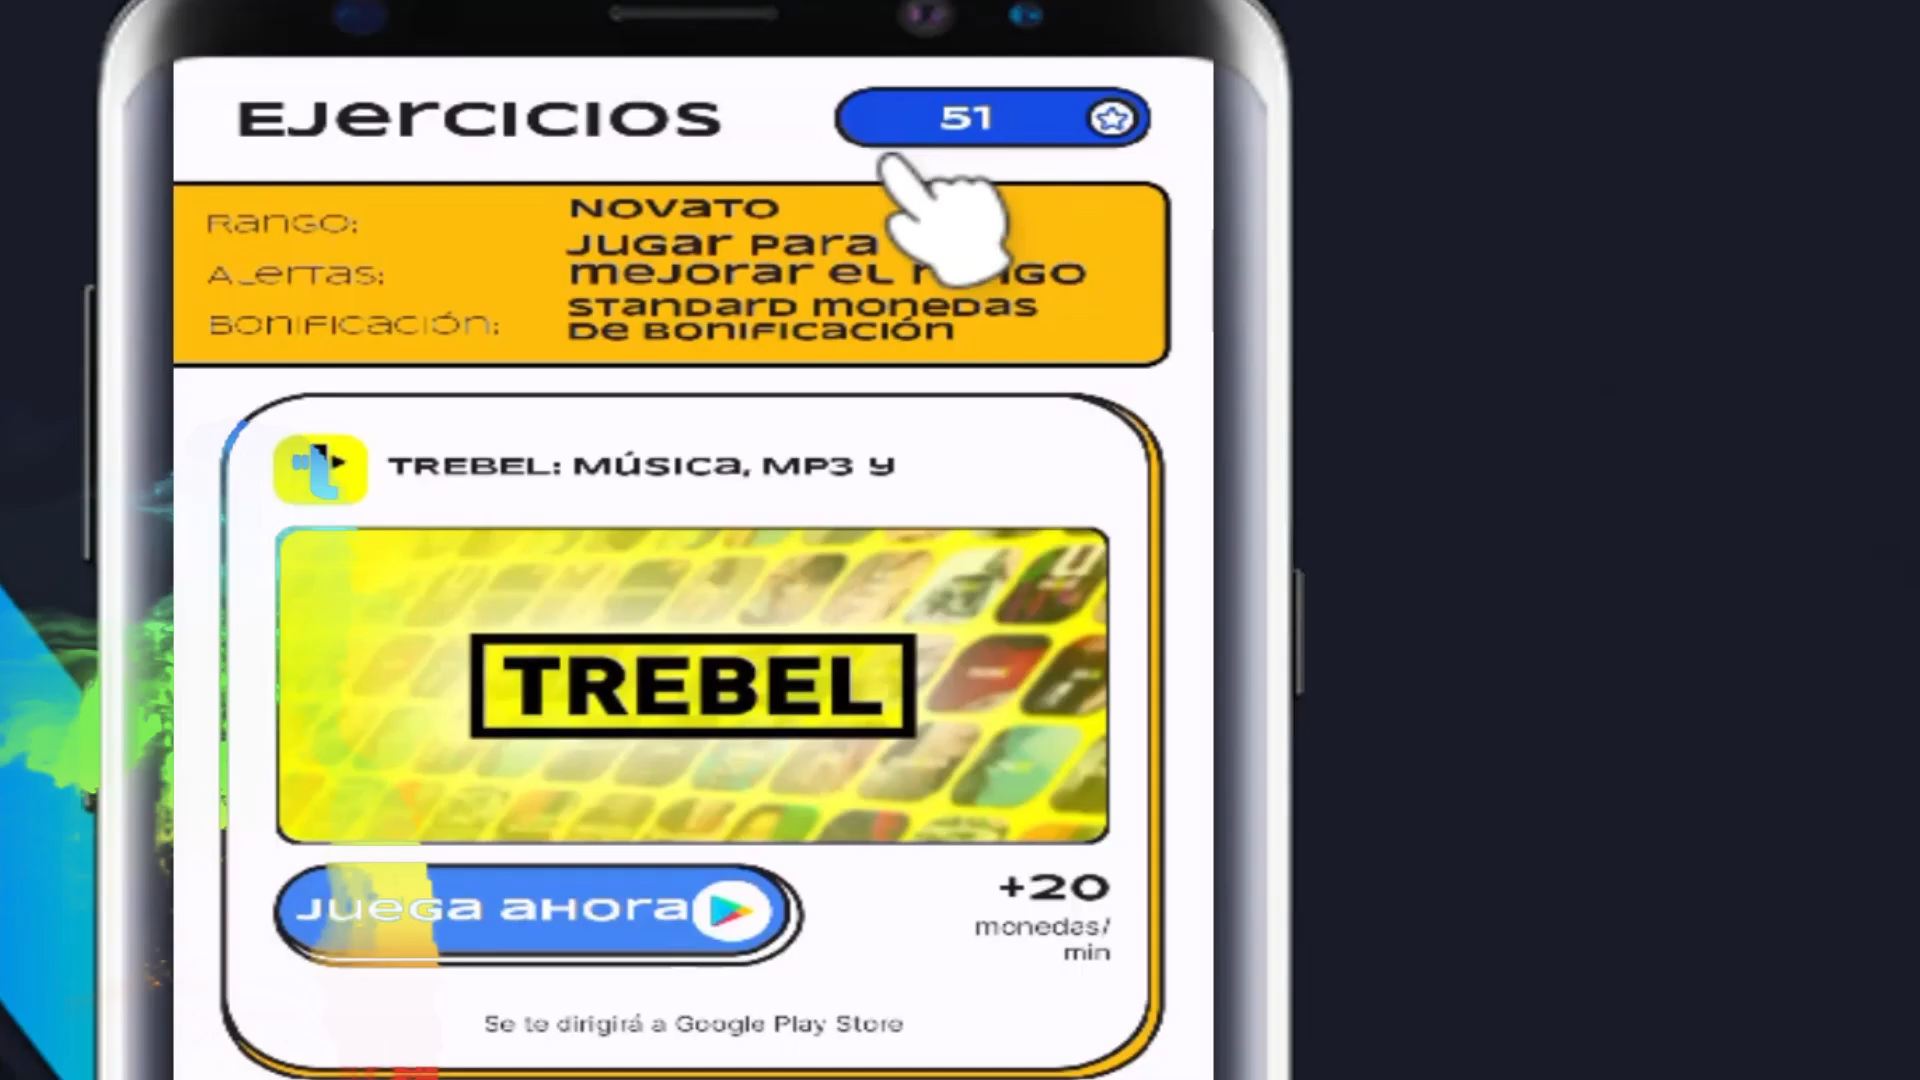 Ejercicios
51
Rango:
Novato
Alertas:
Jugar para
mejorar el
Bonificación:
Standard monedas
de bonificación
TREBEL: Música, MP3 y
TREBEL
Juega ahora
+20
monedas/
min
Se te dirigirá a Google Play Store